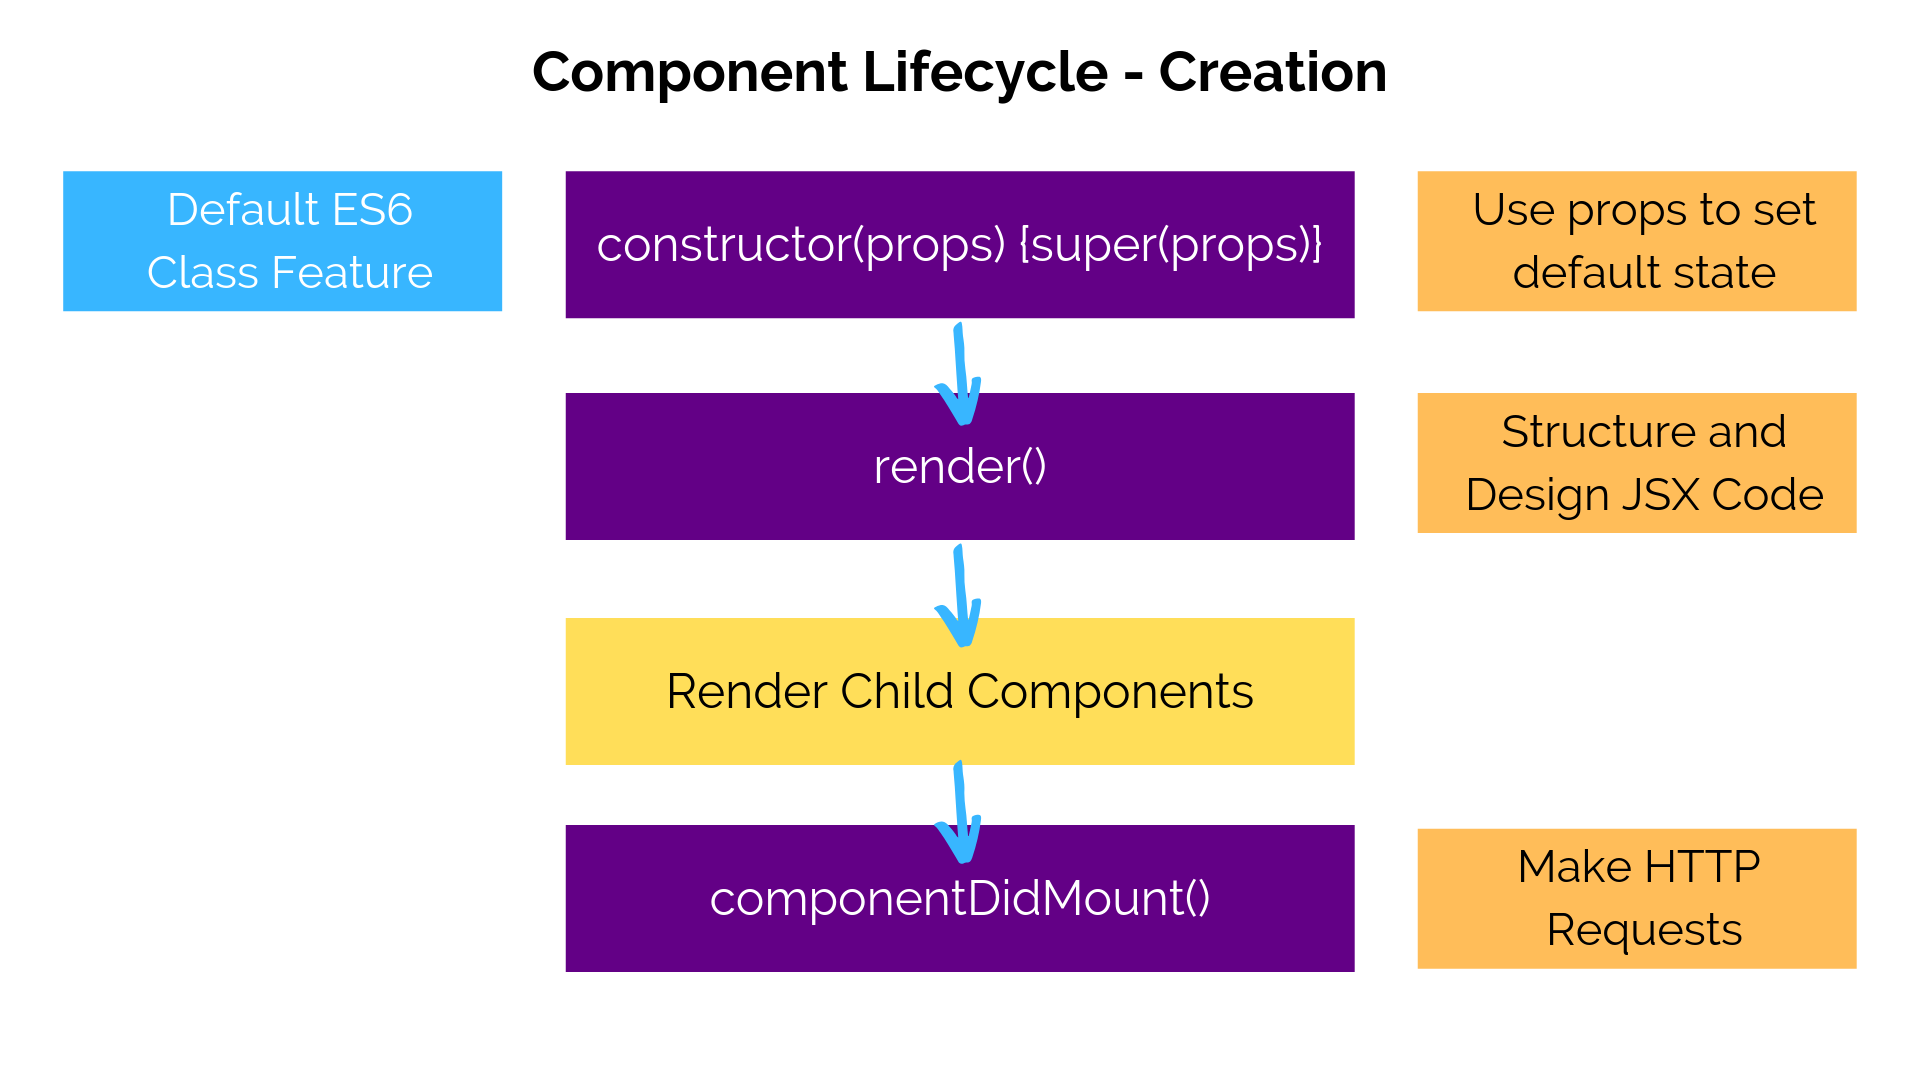 Component Lifecycle - Creation
Default ES6
Class Feature
constructor(props) {super(props)}
Use props to set
default state
render()
Structure and
Design JSX Code
Render Child Components
componentDidMount()
Make HTTP
Requests